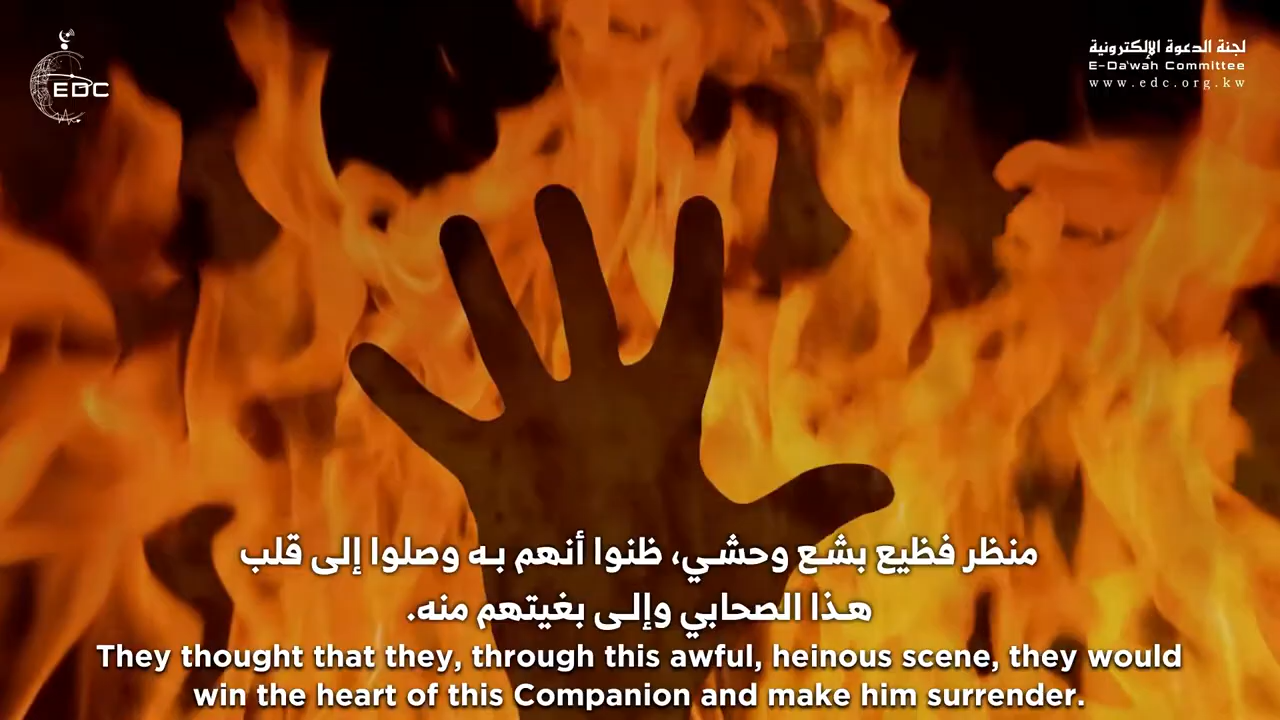 EDC
لجنة الدعوة الإلكترونية
E-Da'wah Committee
www.edc.org.kw
منظر فظيع بشع وحشي، ظنوا أنهم به وصلوا إلى قلب
هذا الصحابي وإلى بغيتهم منه.
They thought that they, through this awful, heinous scene, they would
win the heart of this Companion and make him surrender.